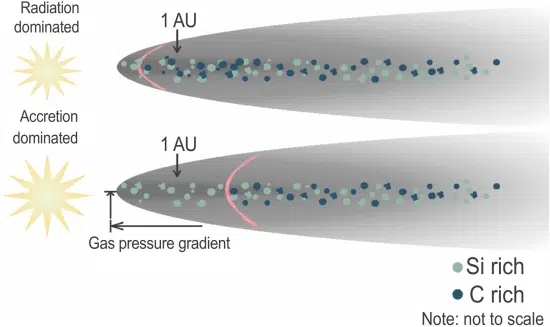 Radiation
dominated
1 AU
Accretion
dominated
1 AU
Gas pressure gradient
Si rich
C rich
Note: not to scale